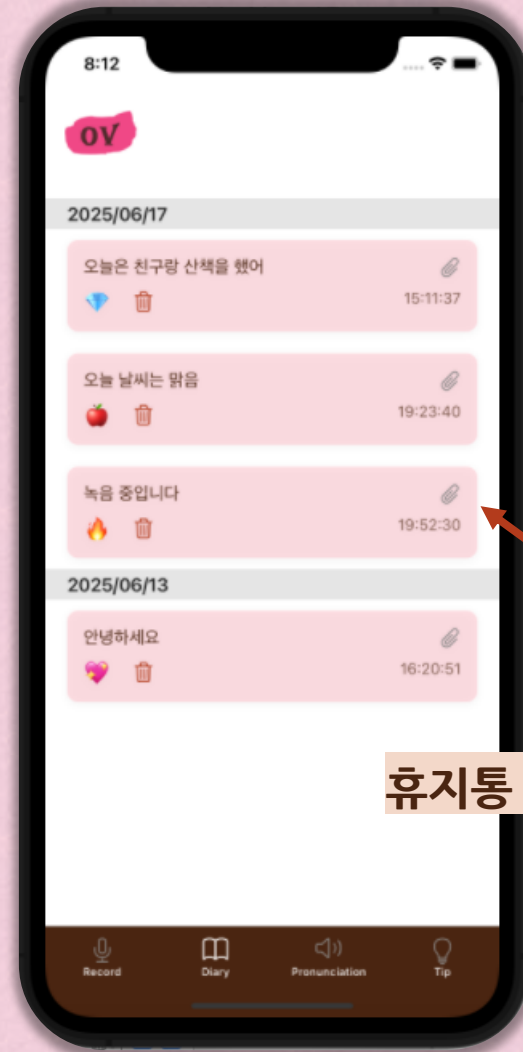 8:12
ov
2025/06/17
오늘은 친구랑 산책을 했어
15:11:37
오늘 날씨는 맑음
19:23:40
녹음 중입니다
19:52:30
2025/06/13
안녕하세요
16:20:51
휴지통
Record Diary Pronunciation Tip